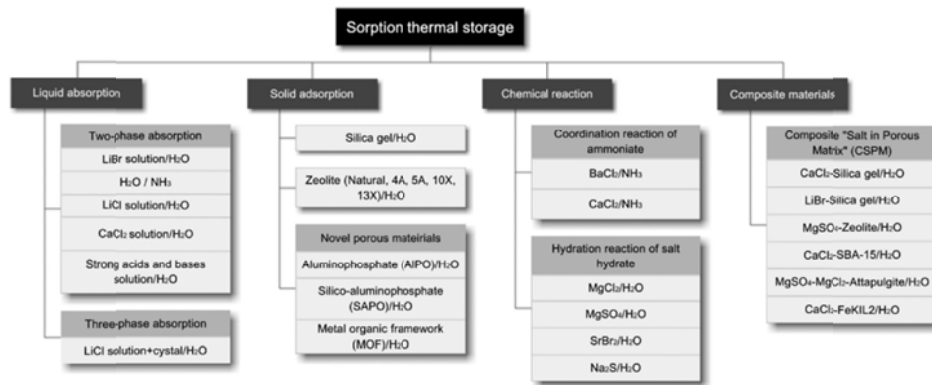 Sorption thermal storage
Liquid absorption
Two-phase absorption
LiBr solution/H₂O
H₂O / NH₃
LiCl solution/H₂O
CaCl₂ solution/H₂O
Strong acids and bases
solution/H₂O
Three-phase absorption
LiCl solution+cystal/H₂O
Solid adsorption
Silica gel/H₂O
Zeolite (Natural, 4A, 5A, 10X,
13X)/H₂O
Novel porous mateirials
Aluminophosphate (AlPO)/H₂O
Silico-aluminophosphate
(SAPO)/H₂O
Metal organic framework
(MOF)/H₂O
Chemical reaction
Coordination reaction of
ammoniate
BaCl₂/NH₃
CaCl₂/NH₃
Hydration reaction of salt
hydrate
MgCl₂/H₂O
MgSO₄/H₂O
SrBr₂/H₂O
Na₂S/H₂O
Composite materials
Composite "Salt in Porous
Matrix" (CSPM)
CaCl₂-Silica gel/H₂O
LiBr-Silica gel/H₂O
MgSO₄-Zeolite/H₂O
CaCl₂-SBA-15/H₂O
MgSO₄-MgCl₂-Attapulgite/H₂O
CaCl₂-FeKIL2/H₂O